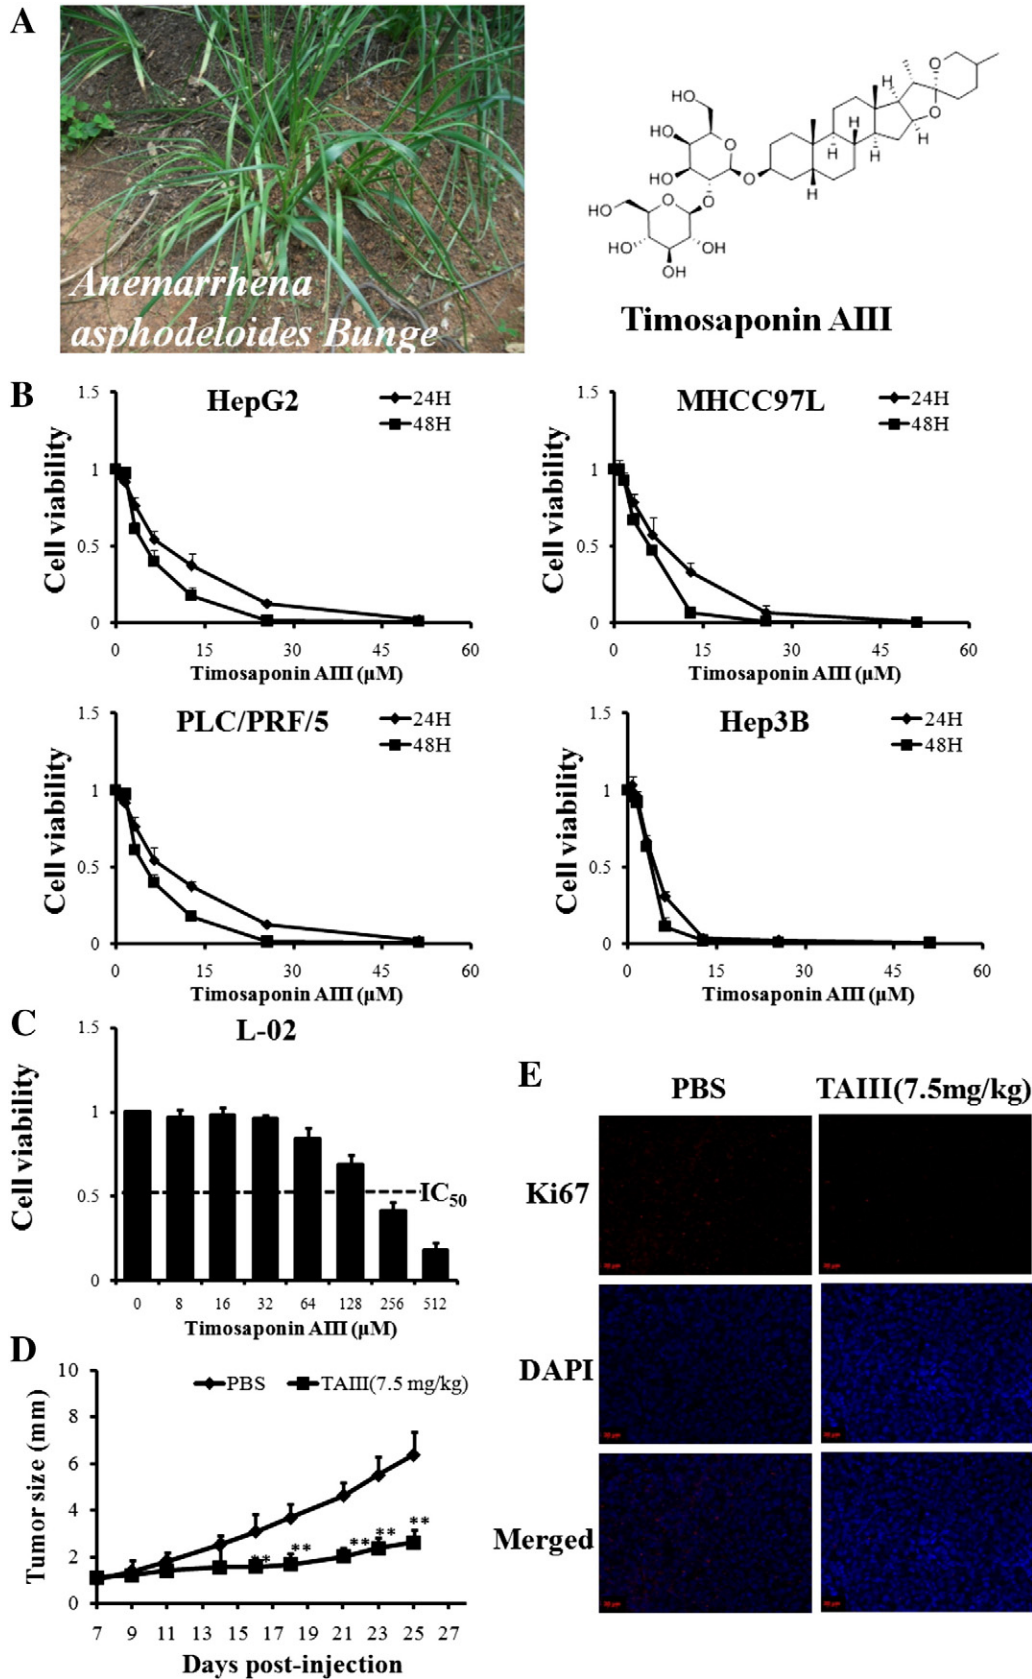 A
HO
O
HO
O
HO
O
O
HO
O
HO
OH
OH
H
H
H
H
H
O
O
Anemarrhena
asphodeloides Bunge
Timosaponin AIII
B
HepG2
24H
48H
Cell viability
1.5
1
0.5
0
0 15 30 45 60
Timosaponin AIII (μM)
MHCC97L
24H
48H
Cell viability
1.5
1
0.5
0
0 15 30 45 60
Timosaponin AIII (μM)
PLC/PRF/5
24H
48H
Cell viability
1.5
1
0.5
0
0 15 30 45 60
Timosaponin AIII (μM)
Hep3B
24H
48H
Cell viability
1.5
1
0.5
0
0 15 30 45 60
Timosaponin AIII (μM)
C
L-02
Cell viability
1.5
1
0.5
0
IC50
0 8 16 32 64 128 256 512
Timosaponin AIII (μM)
D
PBS TAIII(7.5 mg/kg)
Tumor size (mm)
10
8
6
4
2
0
** ** ** ** **
7 9 11 13 15 17 19 21 23 25 27
Days post-injection
E
PBS TAIII(7.5mg/kg)
Ki67
DAPI
Merged